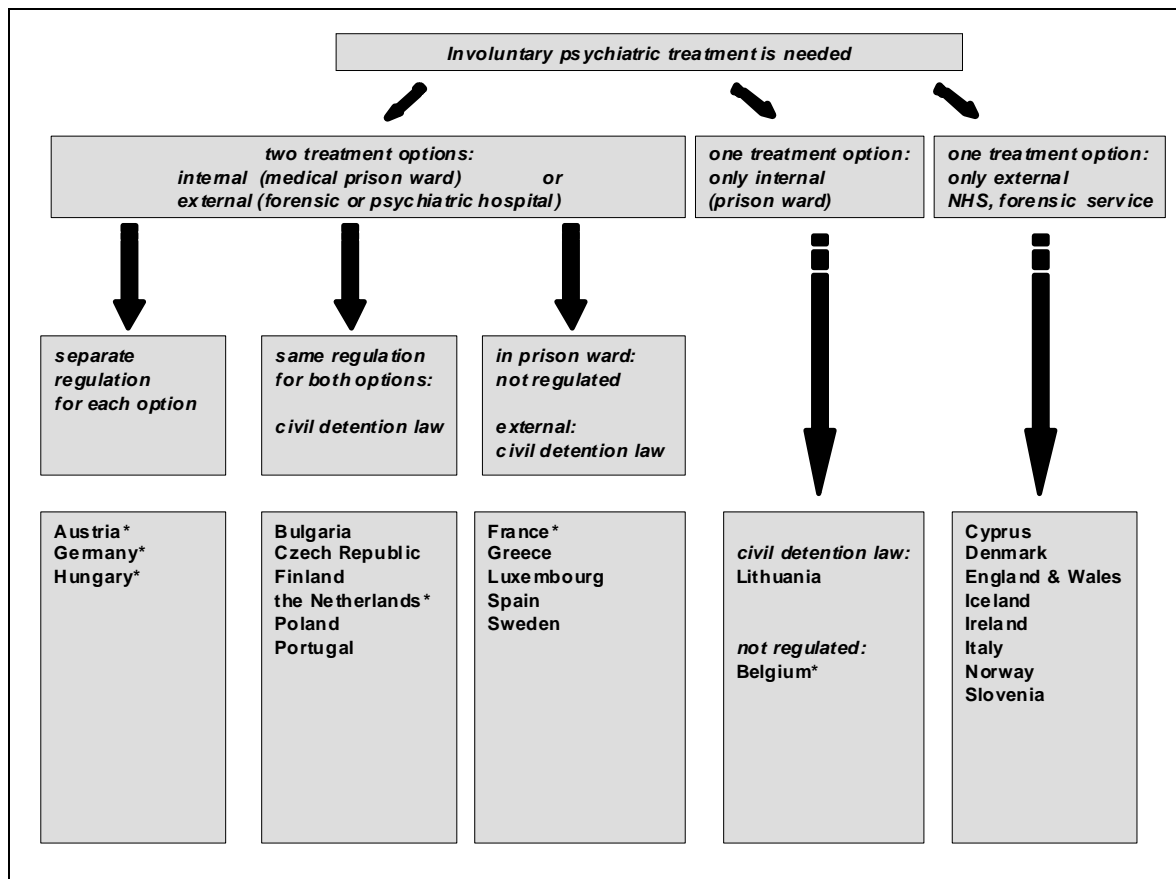 Involuntary psychiatric treatment is needed
two treatment options:
internal (medical prison ward) or
external (forensic or psychiatric hospital)
one treatment option:
only internal
(prison ward)
one treatment option:
only external
NHS, forensic service
separate
regulation
for each option
same regulation
for both options:
civil detention law
in prison ward:
not regulated
external:
civil detention law
Austria*
Germany*
Hungary*
Bulgaria
Czech Republic
Finland
the Netherlands*
Poland
Portugal
France*
Greece
Luxembourg
Spain
Sweden
civil detention law:
Lithuania
not regulated:
Belgium*
Cyprus
Denmark
England & Wales
Iceland
Ireland
Italy
Norway
Slovenia